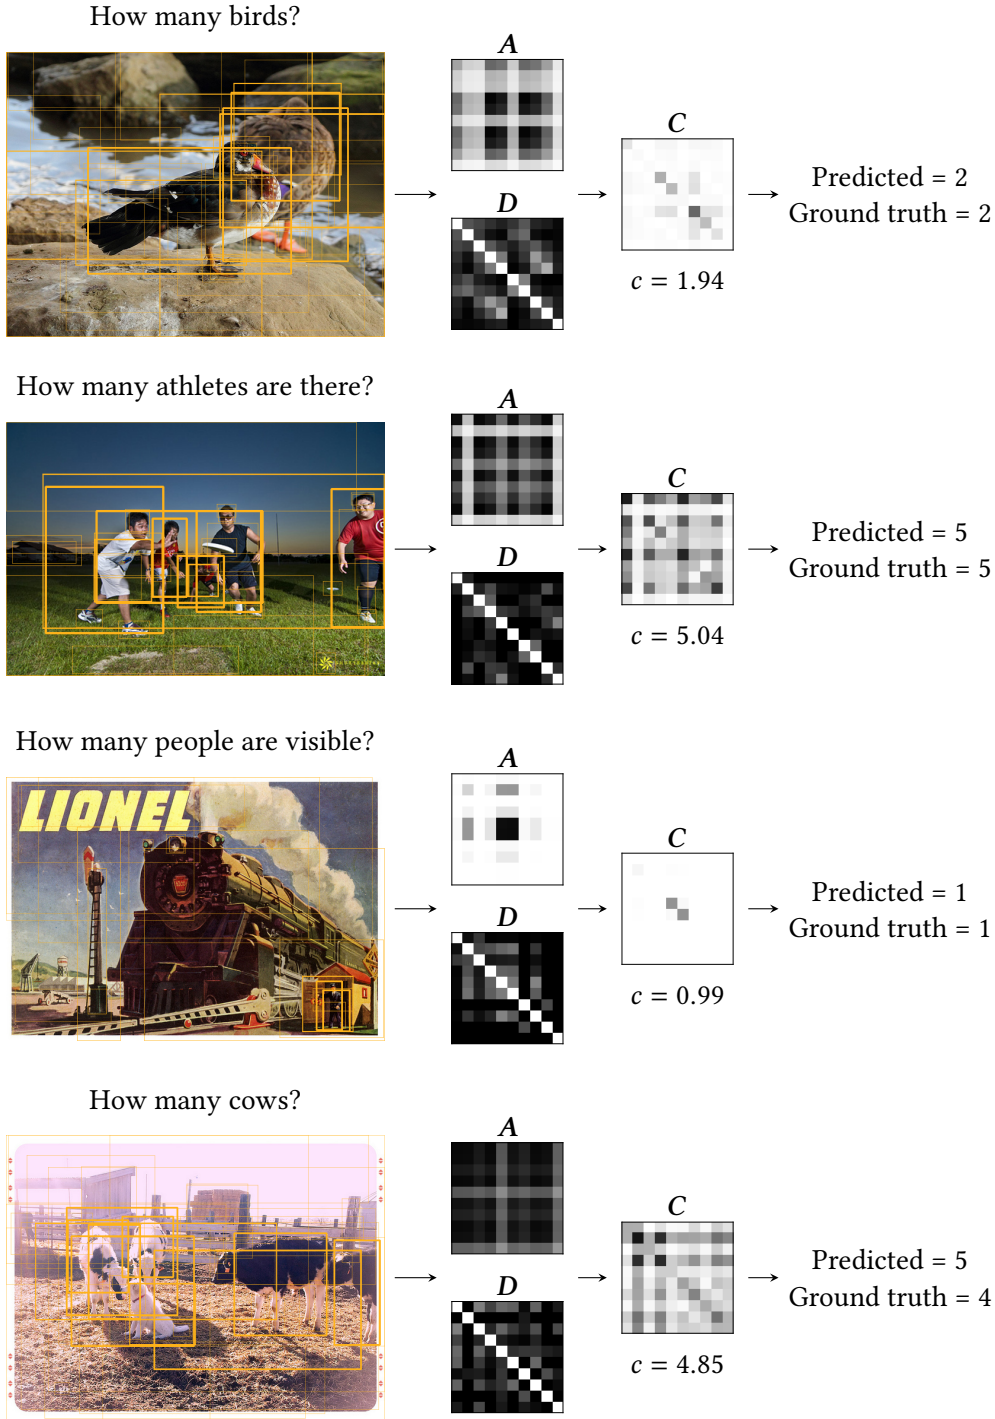 How many birds?
A
D
C
c = 1.94
Predicted = 2
Ground truth = 2
How many athletes are there?
A
D
C
c = 5.04
Predicted = 5
Ground truth = 5
How many people are visible?
LIONEL
A
D
C
c = 0.99
Predicted = 1
Ground truth = 1
How many cows?
A
D
C
c = 4.85
Predicted = 5
Ground truth = 4